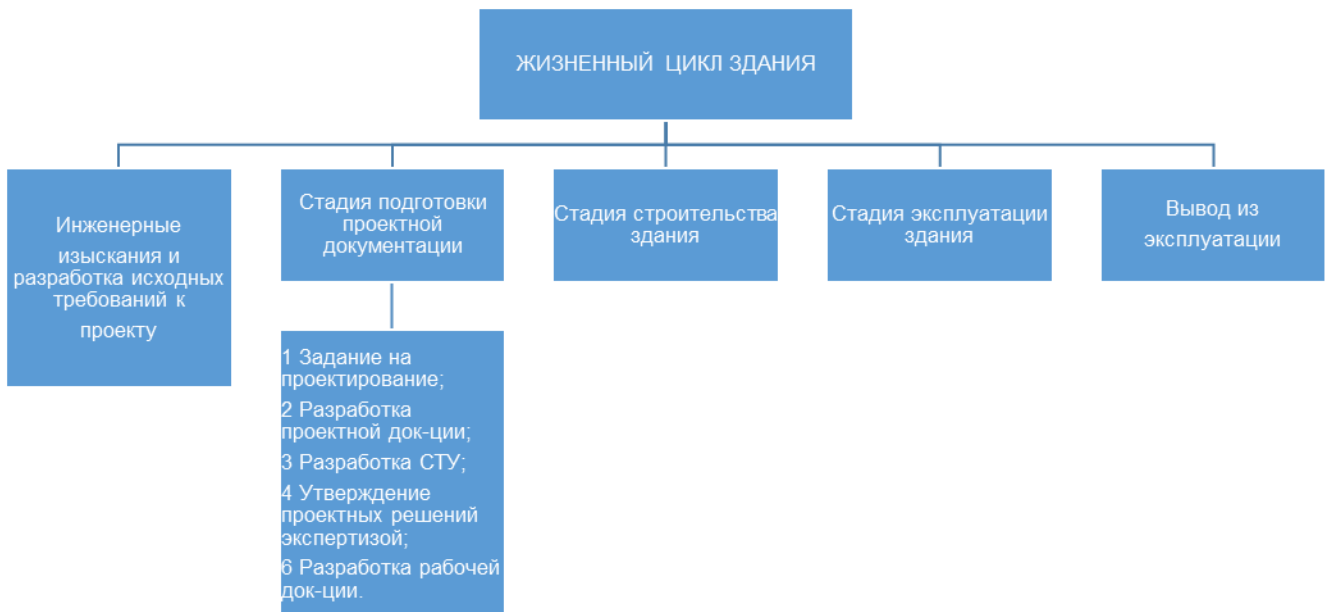 ЖИЗНЕННЫЙ ЦИКЛ ЗДАНИЯ
Инженерные
изыскания и
разработка исходных
требований к
проекту
Стадия подготовки
проектной
документации
Стадия строительства
здания
Стадия эксплуатации
здания
Вывод из
эксплуатации
1 Задание на
проектирование;
2 Разработка
проектной док-ции;
3 Разработка СТУ;
4 Утверждение
проектных решений
экспертизой;
6 Разработка рабочей
док-ции.